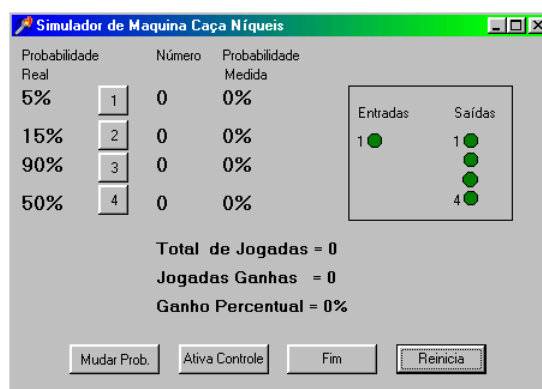 Simulador de Maquina Caça Níqueis
Probabilidade Real
Número
Probabilidade Medida
5% 1 0 0%
15% 2 0 0%
90% 3 0 0%
50% 4 0 0%
Entradas Saídas
1 1
4
Total de Jogadas = 0
Jogadas Ganhas = 0
Ganho Percentual = 0%
Mudar Prob. Ativa Controle Fim Reinicia